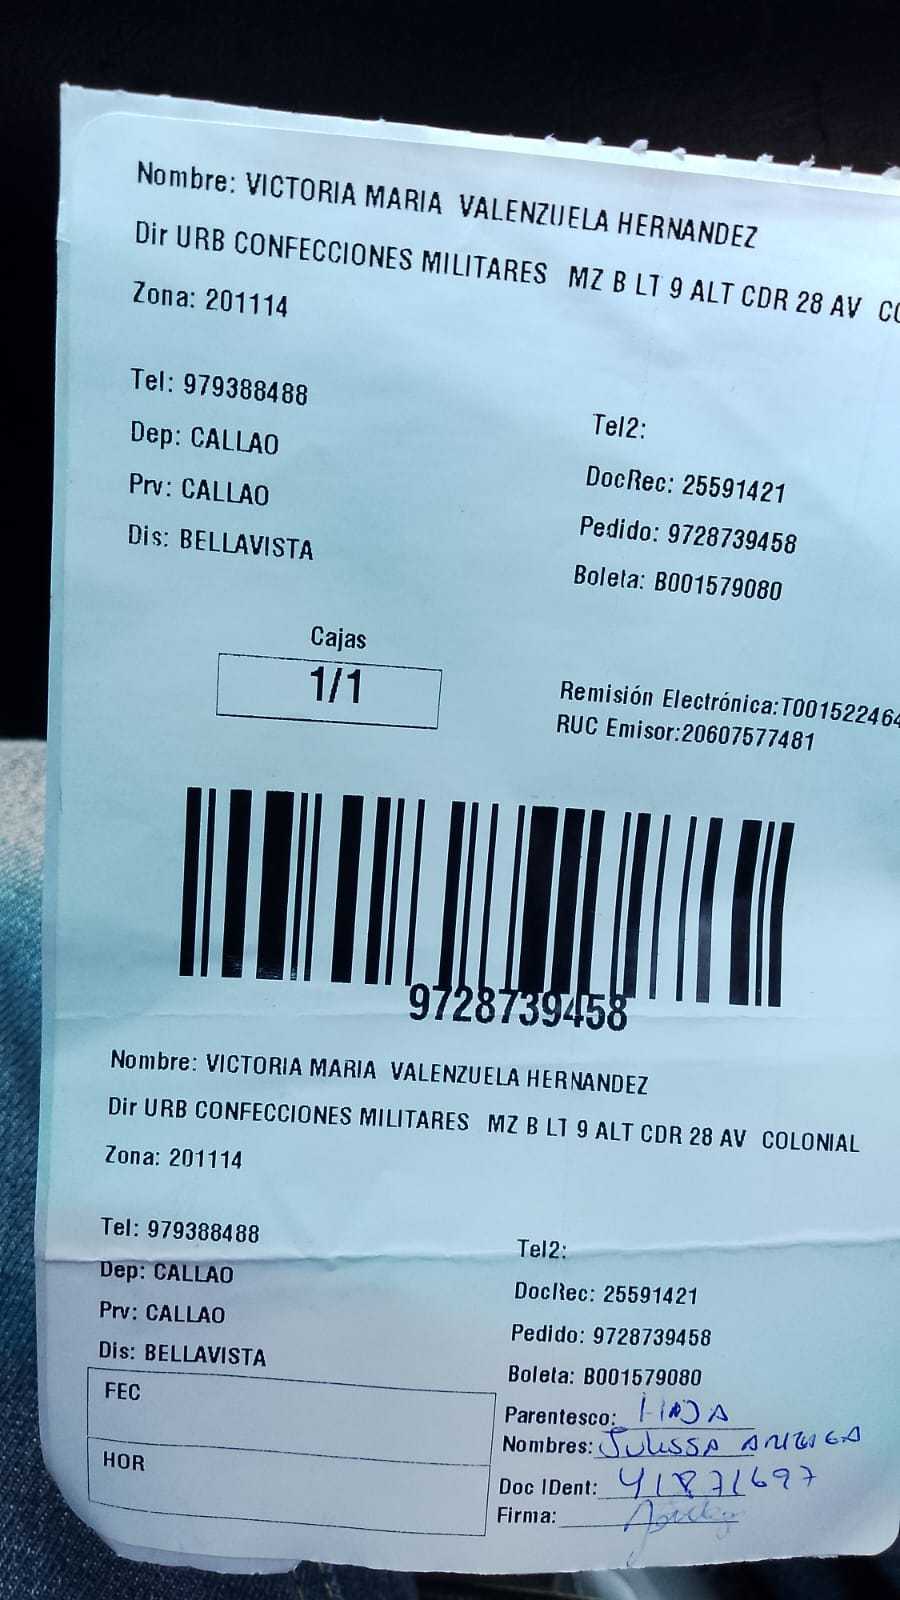 Nombre: VICTORIA MARIA VALENZUELA HERNANDEZ
Dir URB CONFECCIONES MILITARES MZ B LT 9 ALT CDR 28 AV CO
Zona: 201114
Tel: 979388488
Tel2:
Dep: CALLAO
DocRec: 25591421
Prv: CALLAO
Pedido: 9728739458
Dis: BELLAVISTA
Boleta: B001579080
Cajas
1/1
Remisión Electrónica:T001522464
RUC Emisor:20607577481
9728739458
Nombre: VICTORIA MARIA VALENZUELA HERNANDEZ
Dir URB CONFECCIONES MILITARES MZ B LT 9 ALT CDR 28 AV COLONIAL
Zona: 201114
Tel: 979388488
Tel2:
Dep: CALLAO
DocRec: 25591421
Prv: CALLAO
Pedido: 9728739458
Dis: BELLAVISTA
Boleta: B001579080
FEC
Parentesco: HIJA
Nombres: JULISSA
HOR
Doc IDent: 41871697
Firma: